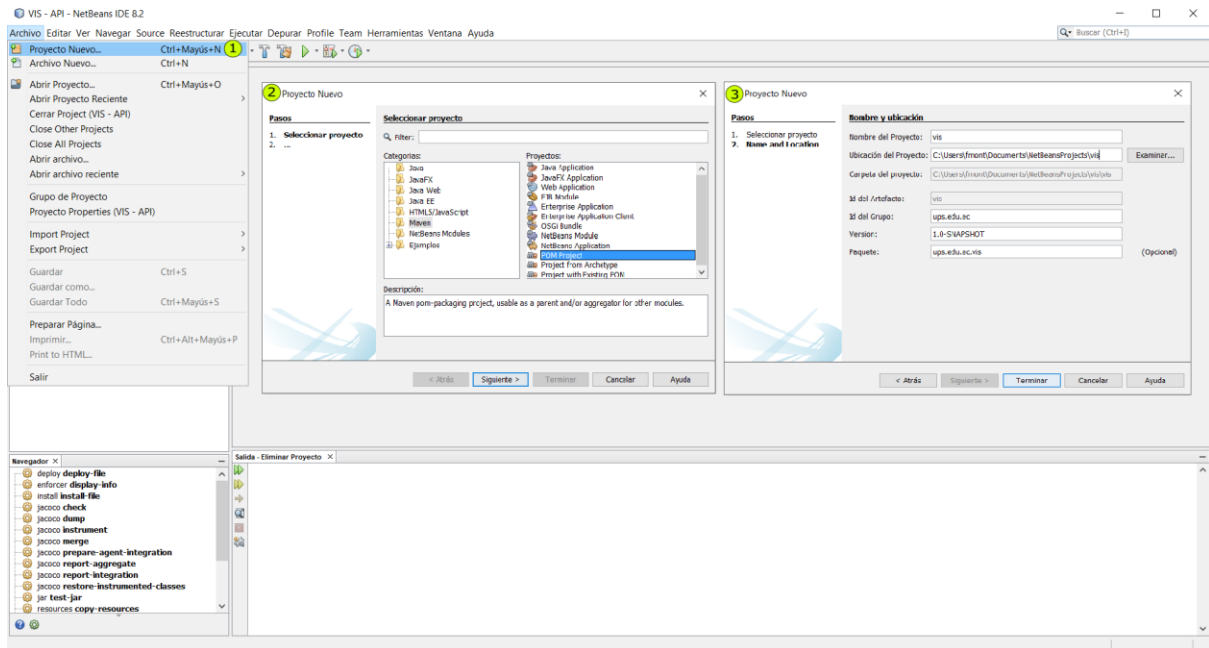 VIS - API - NetBeans IDE 8.2
Archivo Editar Ver Navegar Source Reestructurar Ejecutar Depurar Profile Team Herramientas Ventana Ayuda
Buscar (Ctrl+I)
Proyecto Nuevo... Ctrl+Mayús+N 1
Archivo Nuevo... Ctrl+N
Abrir Proyecto... Ctrl+Mayús+O
Abrir Proyecto Reciente
Cerrar Project (VIS - API)
Close Other Projects
Close All Projects
Abrir archivo...
Abrir archivo reciente
Grupo de Proyecto
Proyecto Properties (VIS - API)
Import Project
Export Project
Guardar Ctrl+S
Guardar como...
Guardar Todo Ctrl+Mayús+S
Preparar Página...
Imprimir... Ctrl+Alt+Mayús+P
Print to HTML...
Salir
2 Proyecto Nuevo
Pasos
1. Seleccionar proyecto
2. ...
Seleccionar proyecto
Filter:
Categorías:
Java
JavaFX
Java Web
Java EE
HTML5/JavaScript
Maven
NetBeans Modules
Ejemplos
Proyectos:
Java Application
JavaFX Application
Web Application
EJB Module
Enterprise Application
Enterprise Application Client
OSGi Bundle
NetBeans Module
NetBeans Application
POM Project
Project from Archetype
Project with Existing POM
Descripción:
A Maven pom-packaging project, usable as a parent and/or aggregator for other modules.
< Atrás Siguiente > Terminar Cancelar Ayuda
3 Proyecto Nuevo
Pasos
1. Seleccionar proyecto
2. Name and Location
Nombre y ubicación
Nombre del Proyecto: vis
Ubicación del Proyecto: C:\Users\fmont\Documents\NetBeansProjects\vis Examinar...
Carpeta del proyecto: C:\Users\fmont\Documents\NetBeansProjects\vis\vis
Id del Artefacto: vis
Id del Grupo: ups.edu.ec
Version: 1.0-SNAPSHOT
Paquete: ups.edu.ec.vis (Opcional)
< Atrás Siguiente > Terminar Cancelar Ayuda
Navegador
deploy deploy-file
enforcer display-info
install install-file
jacoco check
jacoco dump
jacoco instrument
jacoco merge
jacoco prepare-agent-integration
jacoco report-aggregate
jacoco report-integration
jacoco restore-instrumented-classes
jar test-jar
resources copy-resources
Salida - Eliminar Proyecto